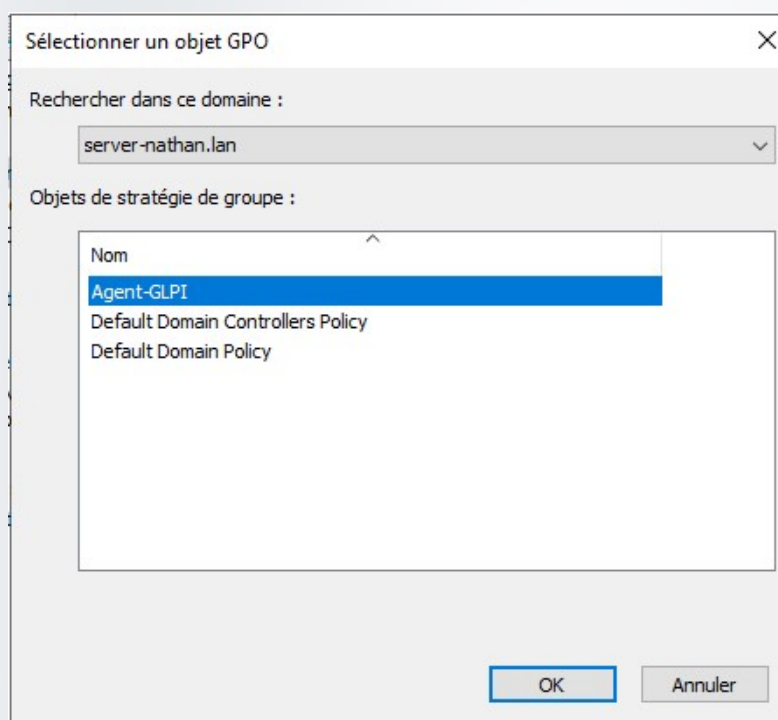 Sélectionner un objet GPO
Rechercher dans ce domaine :
server-nathan.lan
Objets de stratégie de groupe :
Nom
Agent-GLPI
Default Domain Controllers Policy
Default Domain Policy
OK Annuler